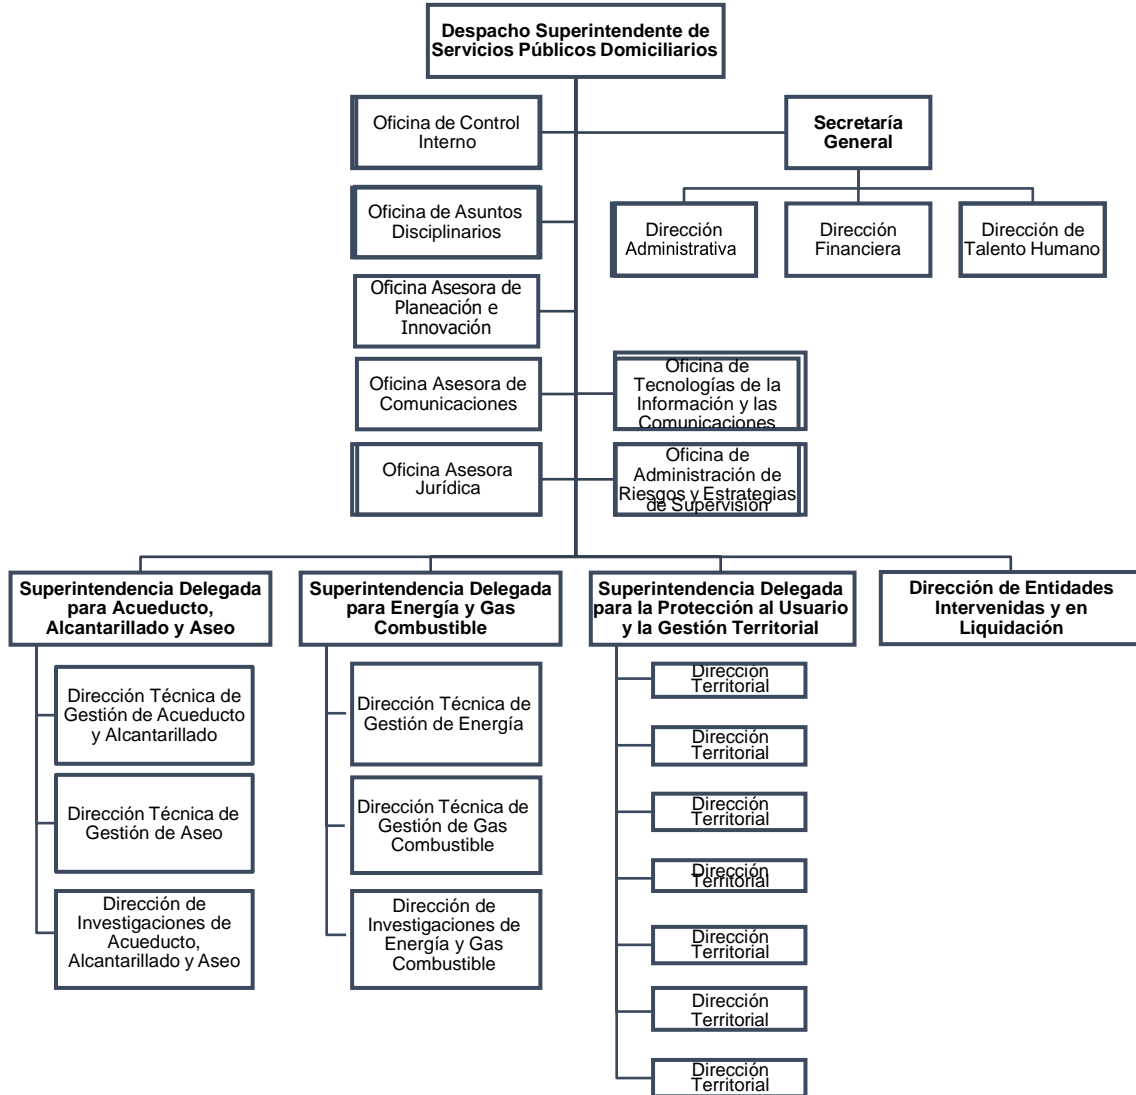 Despacho Superintendente de
Servicios Públicos Domiciliarios
Oficina de Control
Interno
Secretaría
General
Oficina de Asuntos
Disciplinarios
Dirección
Administrativa
Dirección
Financiera
Dirección de
Talento Humano
Oficina Asesora de
Planeación e
Innovación
Oficina Asesora de
Comunicaciones
Oficina de
Tecnologías de la
Información y las
Comunicaciones
Oficina Asesora
Jurídica
Oficina de
Administración de
Riesgos y Estrategias
de Supervisión
Superintendencia Delegada
para Acueducto,
Alcantarillado y Aseo
Superintendencia Delegada
para Energía y Gas
Combustible
Superintendencia Delegada
para la Protección al Usuario
y la Gestión Territorial
Dirección de Entidades
Intervenidas y en
Liquidación
Dirección Técnica de
Gestión de Acueducto
y Alcantarillado
Dirección Técnica de
Gestión de Aseo
Dirección de
Investigaciones de
Acueducto,
Alcantarillado y Aseo
Dirección Técnica de
Gestión de Energía
Dirección Técnica de
Gestión de Gas
Combustible
Dirección de
Investigaciones de
Energía y Gas
Combustible
Dirección
Territorial
Dirección
Territorial
Dirección
Territorial
Dirección
Territorial
Dirección
Territorial
Dirección
Territorial
Dirección
Territorial